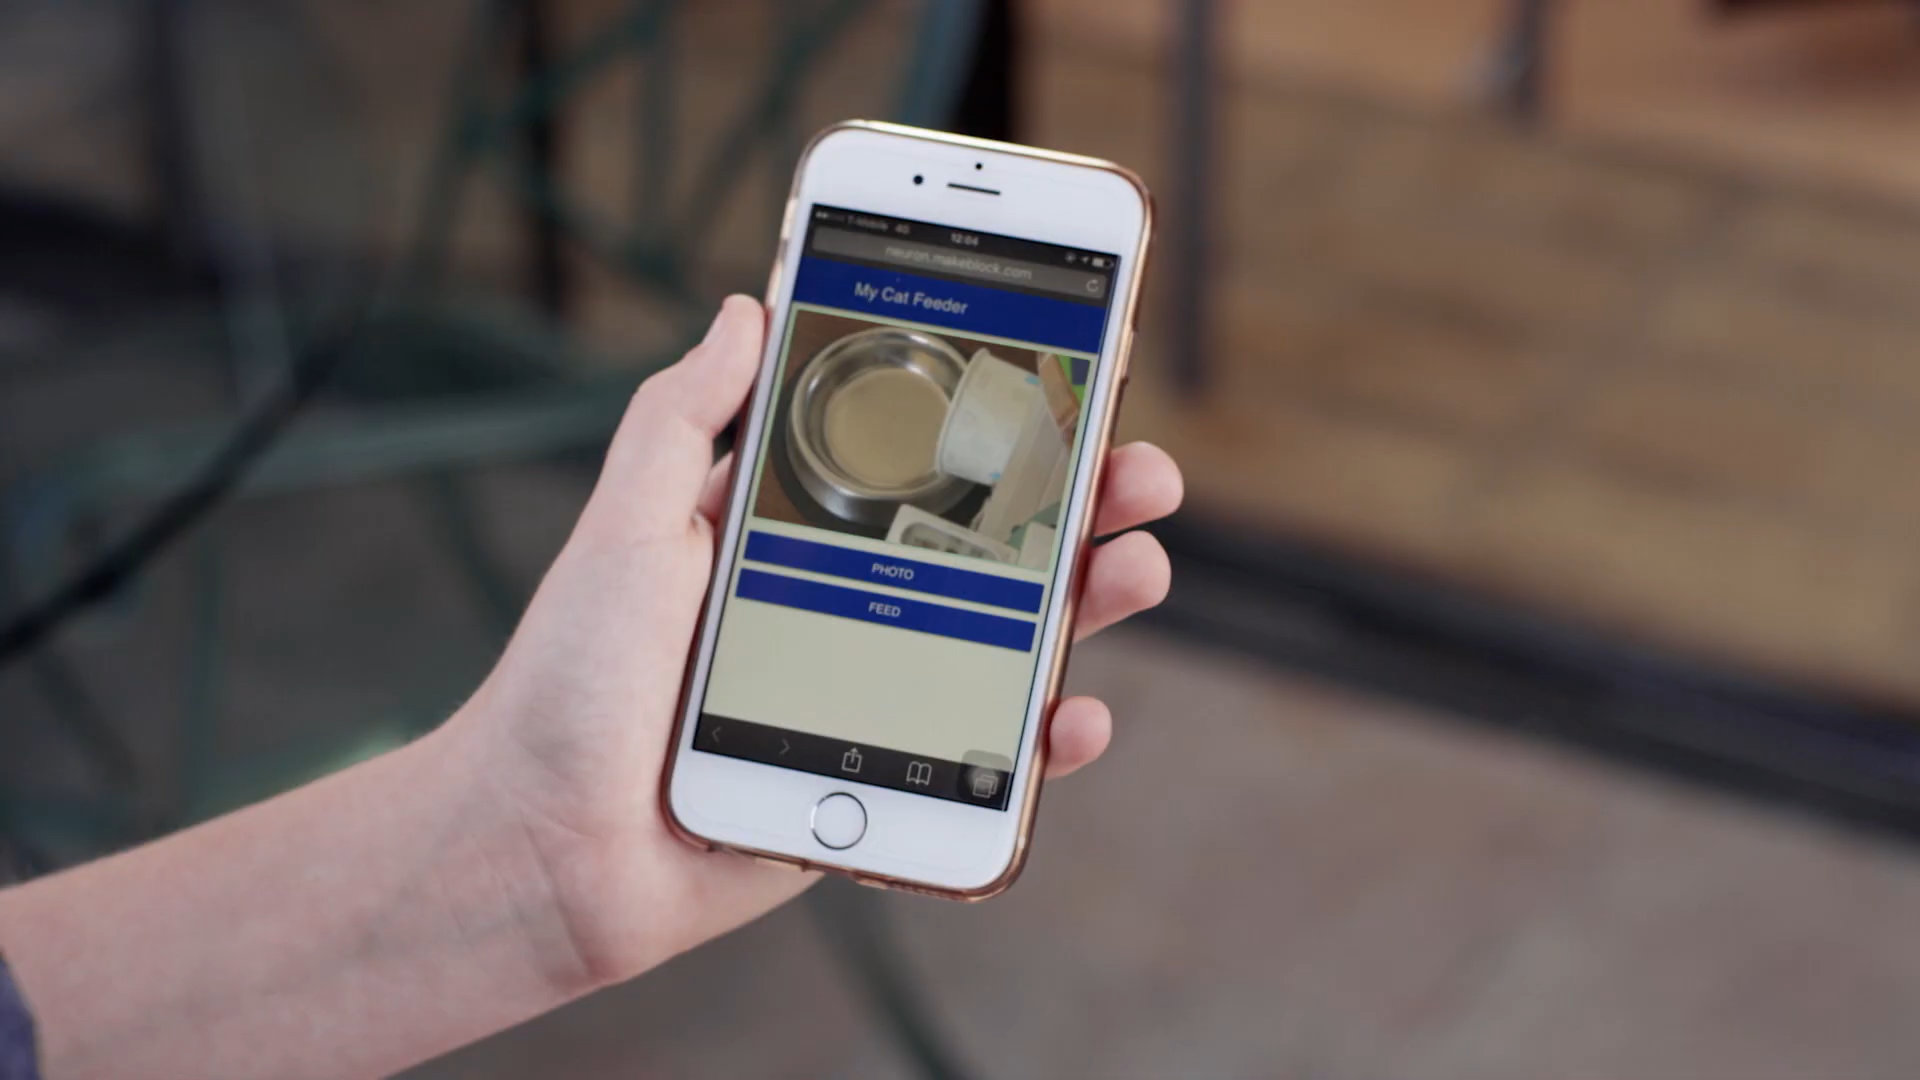 T-Mobile 4G 12:04
neuron.makeblock.com
My Cat Feeder
PHOTO
FEED